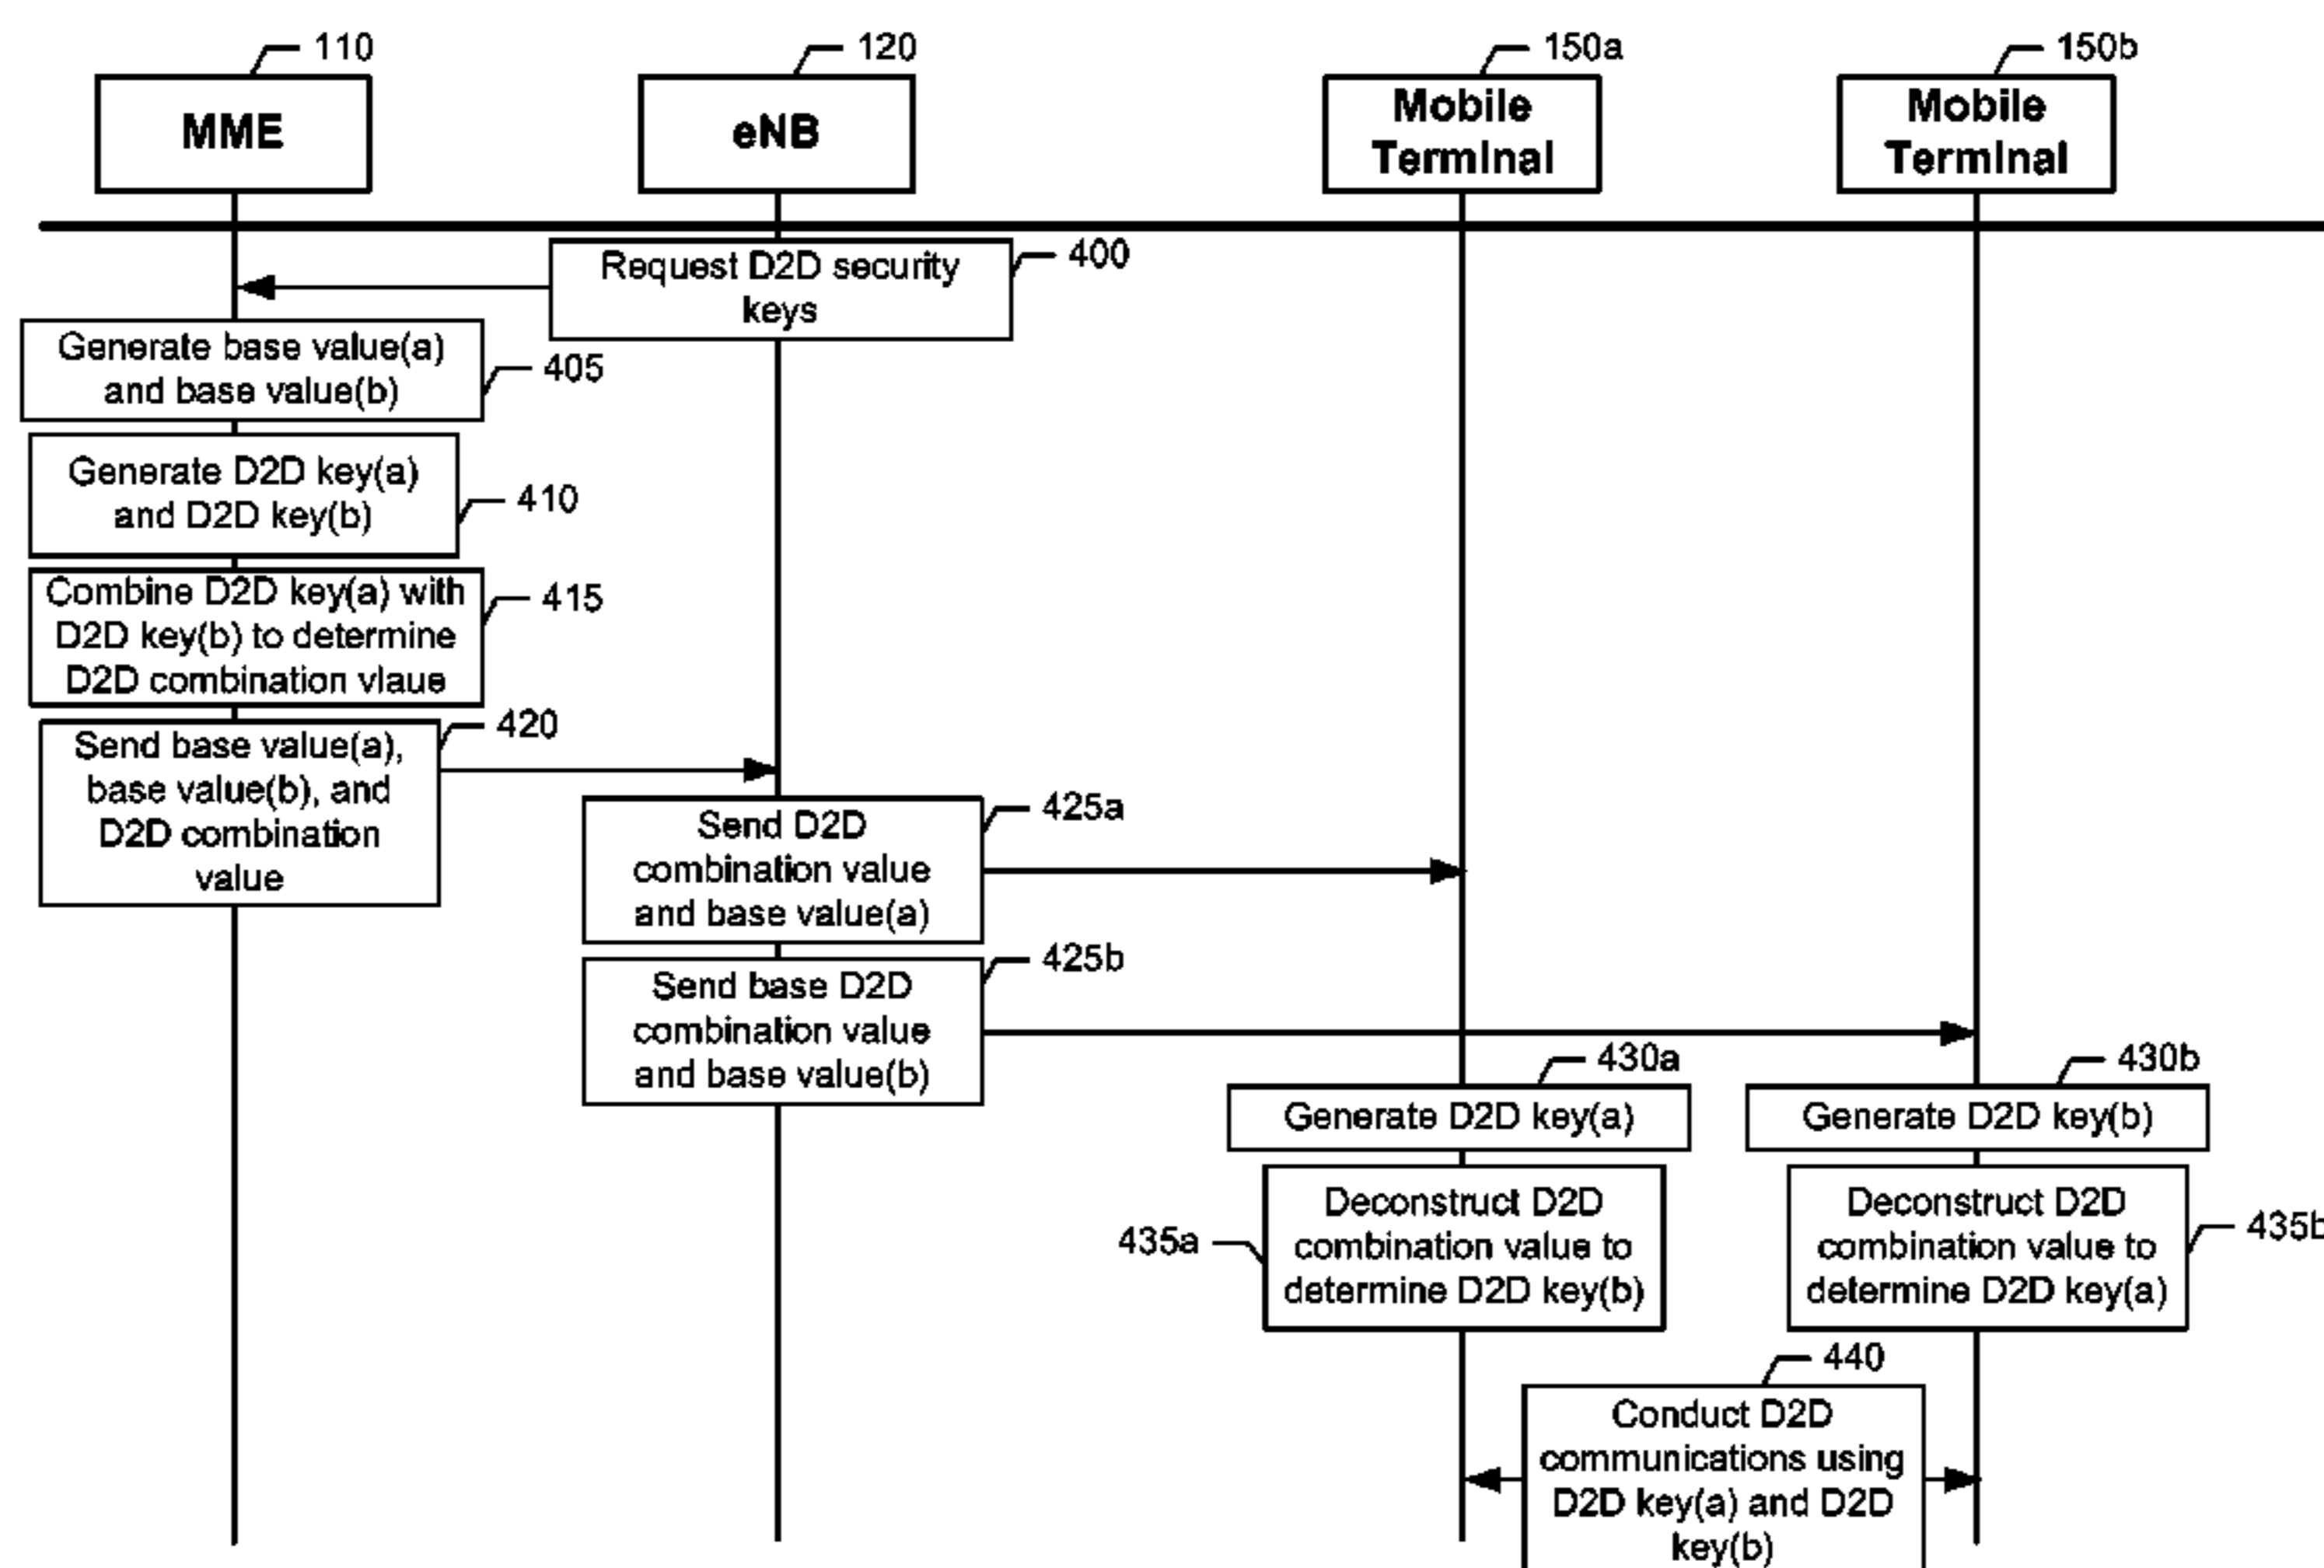 110
120
150a
150b
MME
eNB
Mobile
Terminal
Mobile
Terminal
Request D2D security
keys
400
Generate base value(a)
and base value(b)
405
Generate D2D key(a)
and D2D key(b)
410
Combine D2D key(a) with
D2D key(b) to determine
D2D combination vlaue
415
Send base value(a),
base value(b), and
D2D combination
value
420
Send D2D
combination value
and base value(a)
425a
Send base D2D
combination value
and base value(b)
425b
430a
430b
Generate D2D key(a)
Generate D2D key(b)
435a
Deconstruct D2D
combination value to
determine D2D key(b)
Deconstruct D2D
combination value to
determine D2D key(a)
435b
440
Conduct D2D
communications using
D2D key(a) and D2D
key(b)